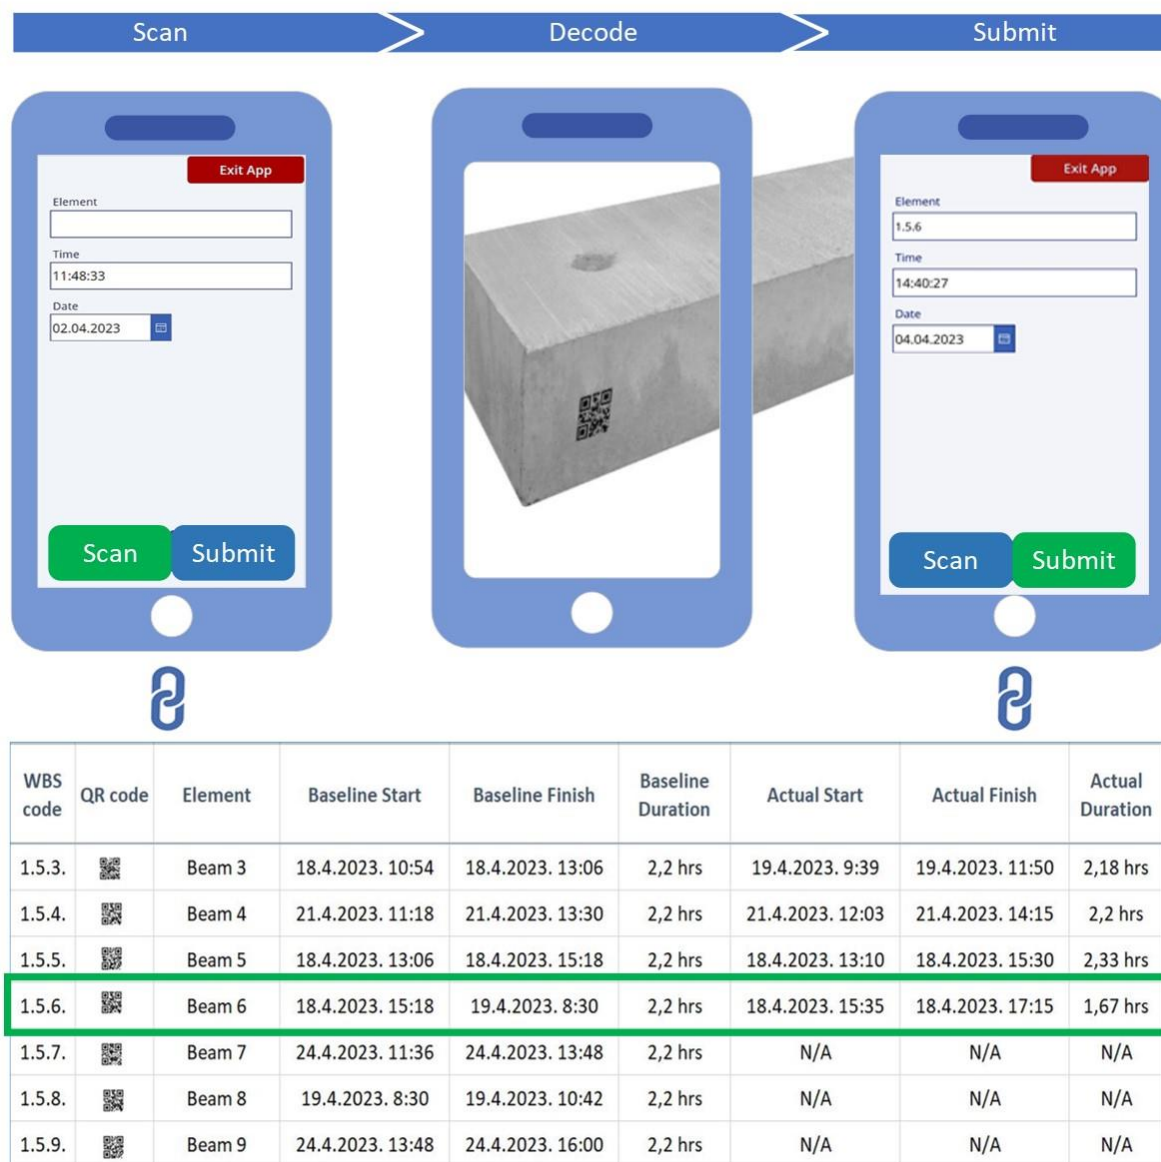 Scan Decode Submit
Exit App
Element
Time
11:48:33
Date
02.04.2023
Scan Submit
Exit App
Element
1.5.6
Time
14:40:27
Date
04.04.2023
Scan Submit
WBS code QR code Element Baseline Start Baseline Finish Baseline Duration Actual Start Actual Finish Actual Duration
1.5.3. Beam 3 18.4.2023. 10:54 18.4.2023. 13:06 2,2 hrs 19.4.2023. 9:39 19.4.2023. 11:50 2,18 hrs
1.5.4. Beam 4 21.4.2023. 11:18 21.4.2023. 13:30 2,2 hrs 21.4.2023. 12:03 21.4.2023. 14:15 2,2 hrs
1.5.5. Beam 5 18.4.2023. 13:06 18.4.2023. 15:18 2,2 hrs 18.4.2023. 13:10 18.4.2023. 15:30 2,33 hrs
1.5.6. Beam 6 18.4.2023. 15:18 19.4.2023. 8:30 2,2 hrs 18.4.2023. 15:35 18.4.2023. 17:15 1,67 hrs
1.5.7. Beam 7 24.4.2023. 11:36 24.4.2023. 13:48 2,2 hrs N/A N/A N/A
1.5.8. Beam 8 19.4.2023. 8:30 19.4.2023. 10:42 2,2 hrs N/A N/A N/A
1.5.9. Beam 9 24.4.2023. 13:48 24.4.2023. 16:00 2,2 hrs N/A N/A N/A